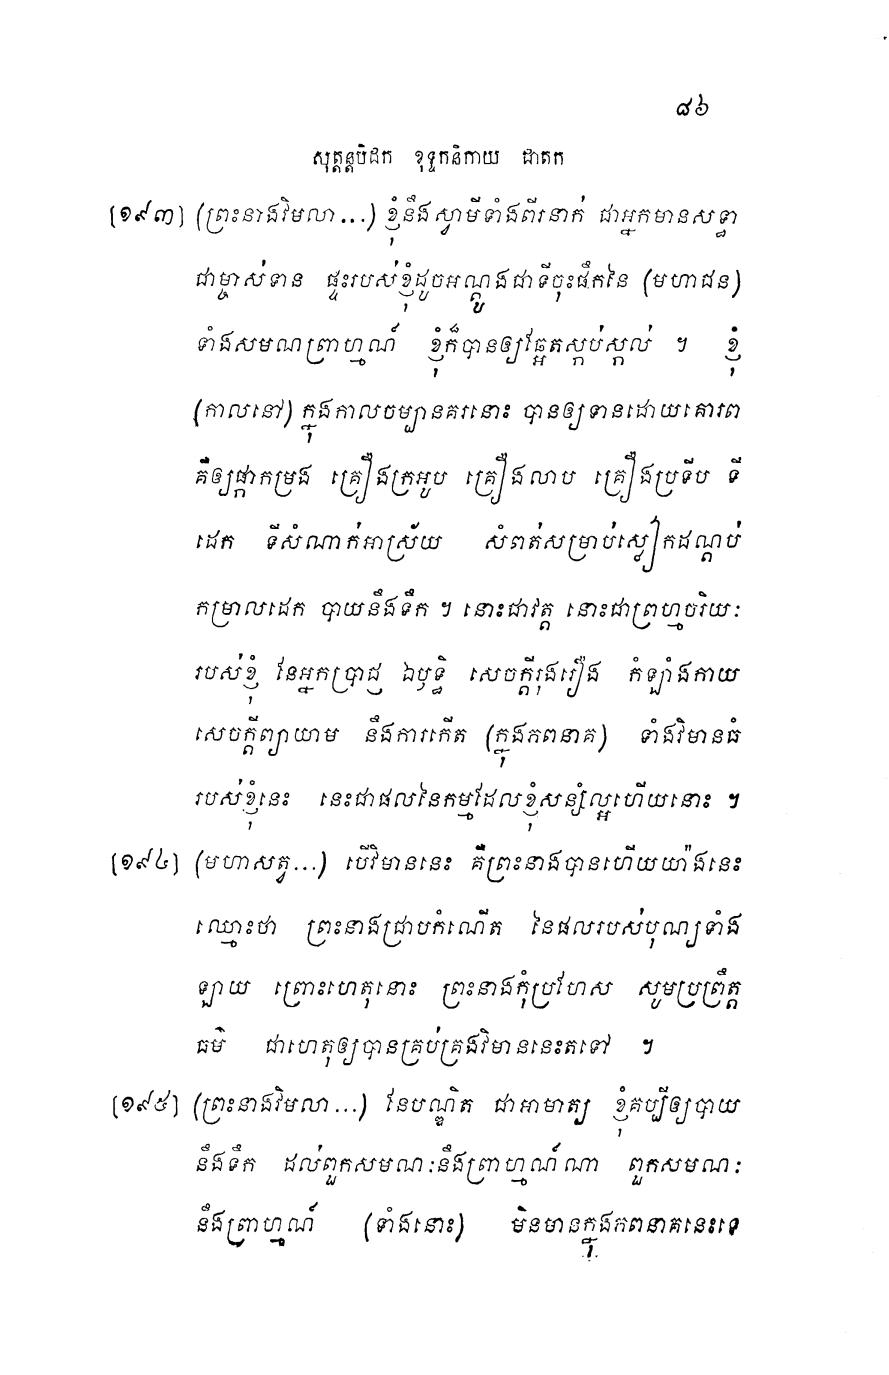 ៨៦
សុត្តន្តបិដក ខុទ្ទកនិកាយ ជាតក
[១៩៣] (ព្រះនាងវិមលា...) ខ្ញុំនឹងស្វាមីទាំងពីរនាក់ ជាអ្នកមានសទ្ធា
ជាម្ចាស់ទាន ផ្ទះរបស់ខ្ញុំដូចអណ្តូងជាទីចុះផឹកនៃ (មហាជន)
ទាំងសមណព្រាហ្មណ៍ ខ្ញុំក៏បានឲ្យឆ្អែតស្កប់ស្កល់ ។ ខ្ញុំ
(កាលនៅ) ក្នុងកាលចម្បានគរនោះ បានឲ្យទានដោយគោរព
គឺឲ្យផ្កាកម្រង គ្រឿងក្រអូប គ្រឿងលាប គ្រឿងប្រទីប ទី
ដេក ទីសំណាក់អាស្រ័យ សំពត់សម្រាប់ស្លៀកដណ្តប់
កម្រាលដេក បាយនឹងទឹក ។ នោះជាវត្ត នោះជាព្រហ្មចរិយៈ
របស់ខ្ញុំ នែអ្នកប្រាជ្ញ ឯឫទ្ធិ សេចក្តីរុងរឿង កំឡាំងកាយ
សេចក្តីព្យាយាម នឹងការកើត (ក្នុងភពនាគ) ទាំងវិមានធំ
របស់ខ្ញុំនេះ នេះជាផលនៃកម្មដែលខ្ញុំសន្សំល្អហើយនោះ ។
[១៩៤] (មហាសត្វ...) បើវិមាននេះ គឺព្រះនាងបានហើយយ៉ាងនេះ
ឈ្មោះថា ព្រះនាងជ្រាបកំណើត នៃផលរបស់បុណ្យទាំង
ឡាយ ព្រោះហេតុនោះ ព្រះនាងកុំប្រហែស សូមប្រព្រឹត្ត
ធម៌ ជាហេតុឲ្យបានគ្រប់គ្រងវិមាននេះតទៅ ។
[១៩៥] (ព្រះនាងវិមលា...) នែបណ្ឌិត ជាអាមាត្យ ខ្ញុំគប្បីឲ្យបាយ
នឹងទឹក ដល់ពួកសមណៈនឹងព្រាហ្មណ៍ណា ពួកសមណៈ
នឹងព្រាហ្មណ៍ (ទាំងនោះ) មិនមានក្នុងភពនាគនេះទេ